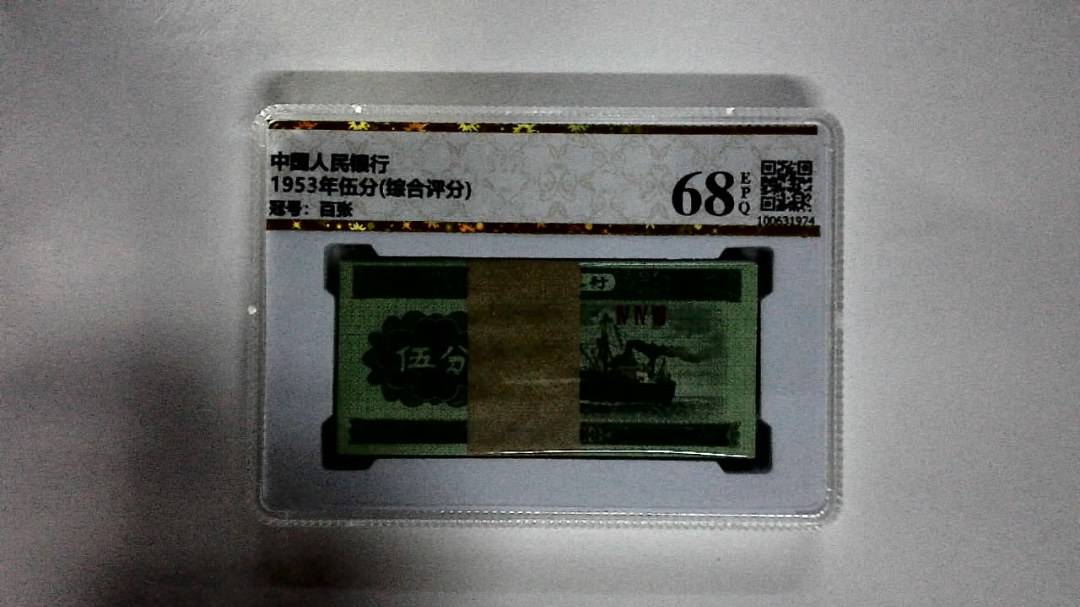 中国人民银行
1953年伍分(综合评分)
冠号：百张
68
EPQ
100631974
行
伍分